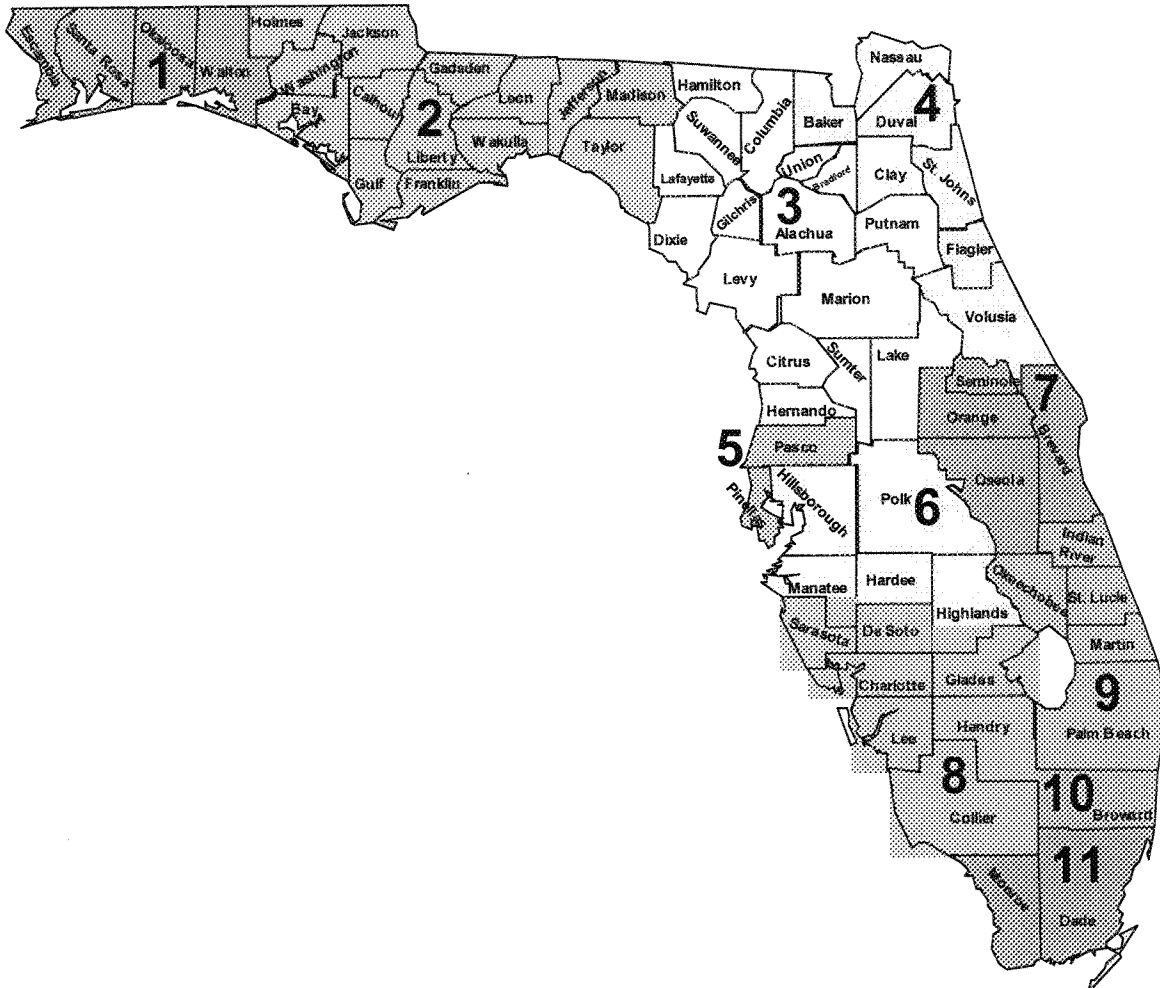 Holmes
Jackson
Escambia
Santa Rosa
Okaloosa
1
Walton
Washington
Bay
Calhoun
Gadsden
2
Liberty
Gulf
Franklin
Leon
Wakulla
Jefferson
Madison
Taylor
Hamilton
Suwannee
Columbia
Lafayette
Baker
Nassau
4
Duval
Union
Bradford
Clay
St. Johns
Gilchrist
3
Alachua
Putnam
Flagler
Dixie
Levy
Marion
Volusia
Citrus
Sumter
Lake
Seminole
7
Orange
Brevard
Hernando
5
Pasco
Pinellas
Hillsborough
Polk
6
Osceola
Indian
River
Manatee
Hardee
Highlands
Okeechobee
St. Lucie
Sarasota
De Soto
Martin
Charlotte
Glades
9
Palm Beach
Lee
Hendry
8
Collier
10
Broward
11
Monroe
Dade